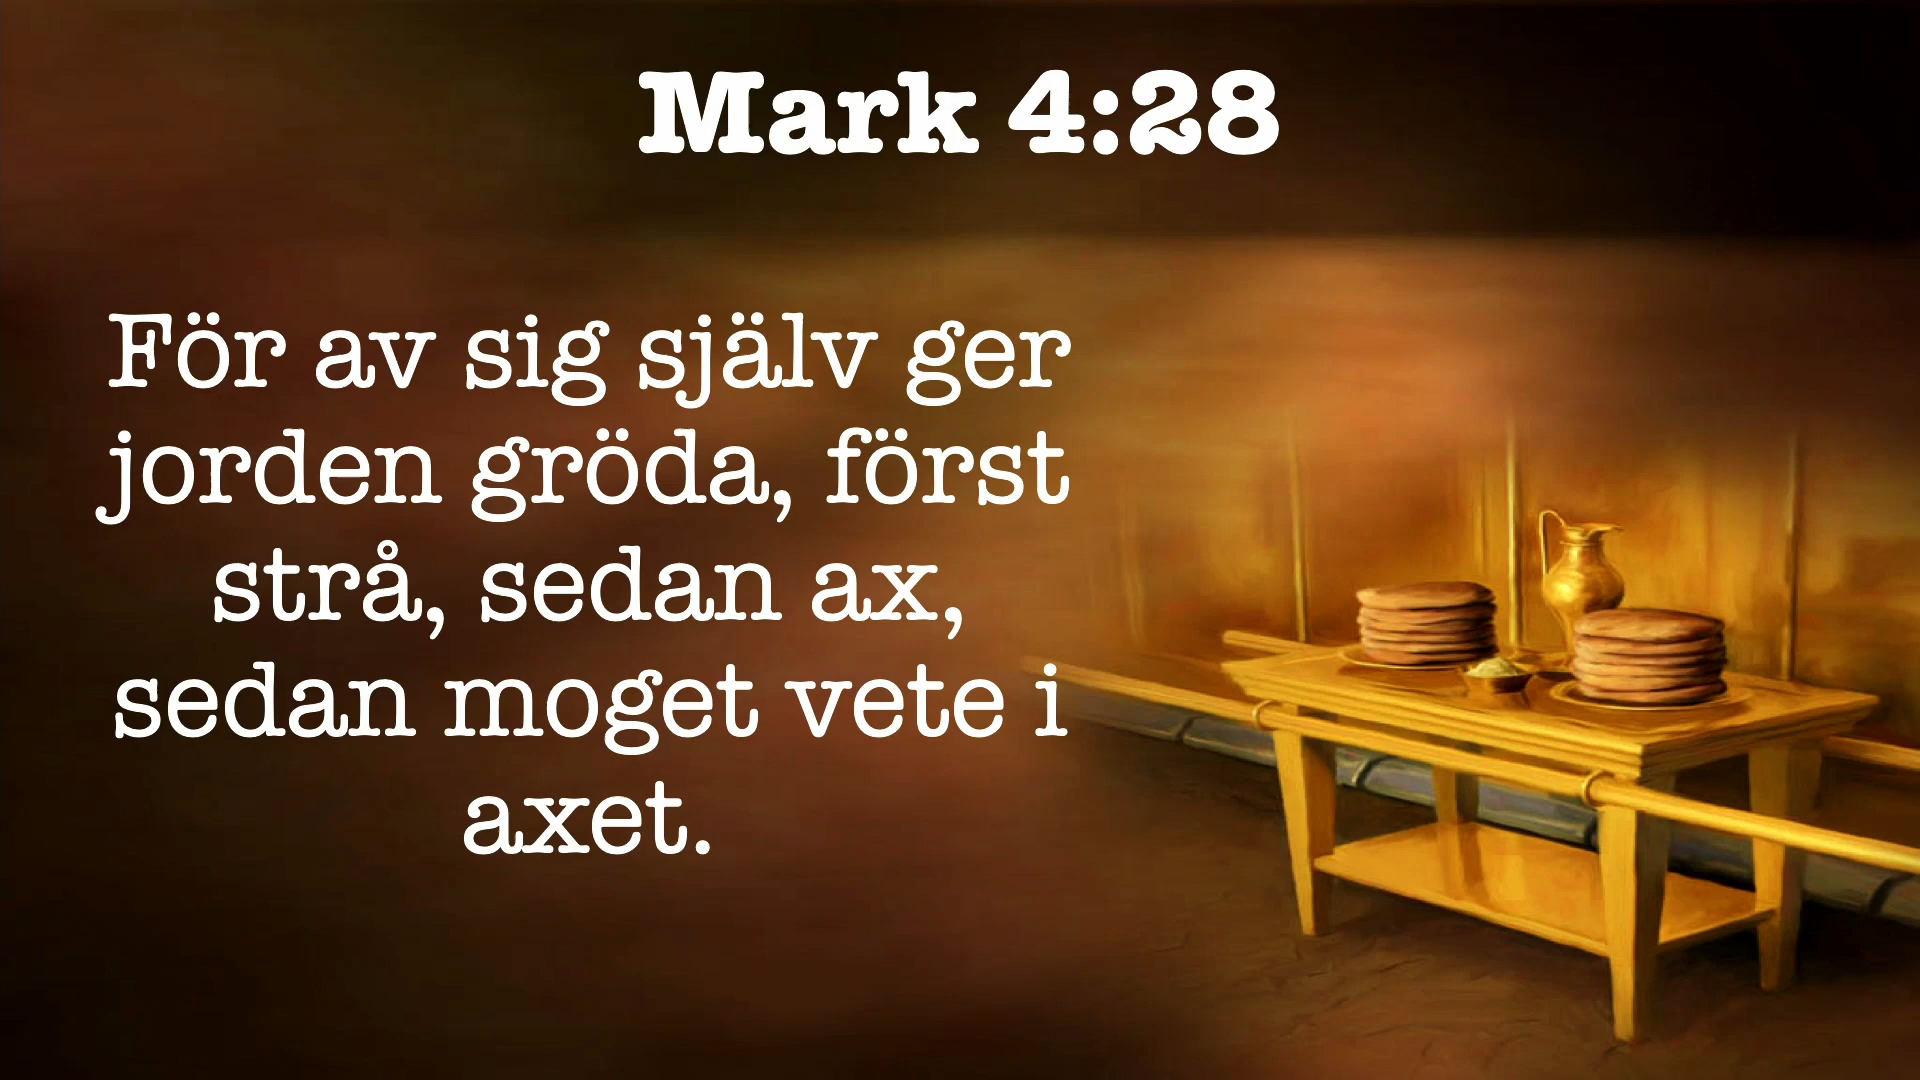 Mark 4:28
För av sig själv ger
jorden gröda, först
strå, sedan ax,
sedan moget vete i
axet.